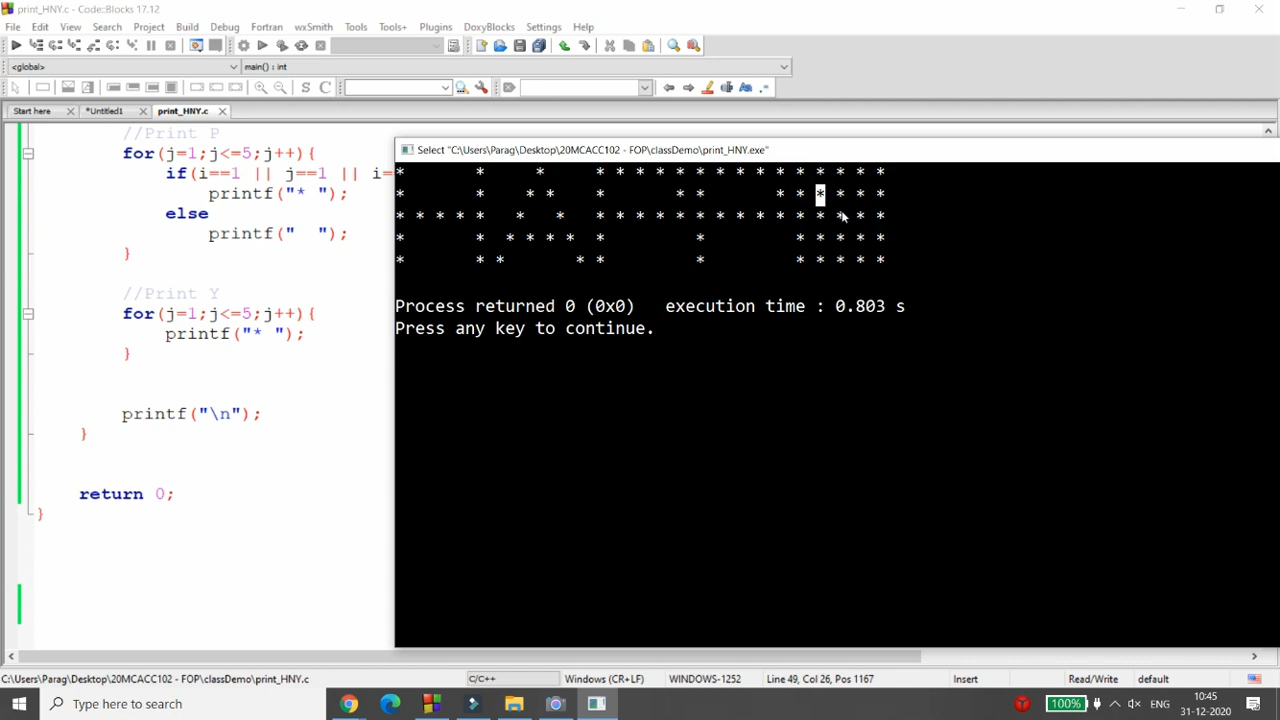 print_HNY.c - Code::Blocks 17.12
File Edit View Search Project Build Debug Fortran wxSmith Tools Tools+ Plugins DoxyBlocks Settings Help
<global> main() : int
S C
Start here *Untitled1 print_HNY.c
//Print P
for(j=1;j<=5;j++){
if(i==1 || j==1 || i=
printf("* ");
else
printf("  ");
}
//Print Y
for(j=1;j<=5;j++){
printf("* ");
}
printf("\n");
}
return 0;
}
Select "C:\Users\Parag\Desktop\20MCACC102 - FOP\classDemo\print_HNY.exe"
*       *     *     * * * * * * * * * * * * * * *
*       *    * *    *       * *       * * * * * *
* * * * *   *   *   * * * * * * * * * * * * * * *
*       *  * * * *  *         *         * * * * *
*       * *       * *         *         * * * * *
Process returned 0 (0x0)   execution time : 0.803 s
Press any key to continue.
C:\Users\Parag\Desktop\20MCACC102 - FOP\classDemo\print_HNY.c C/C++ Windows (CR+LF) WINDOWS-1252 Line 49, Col 26, Pos 1167 Insert Read/Write default
Type here to search 100% ENG 10:45
31-12-2020